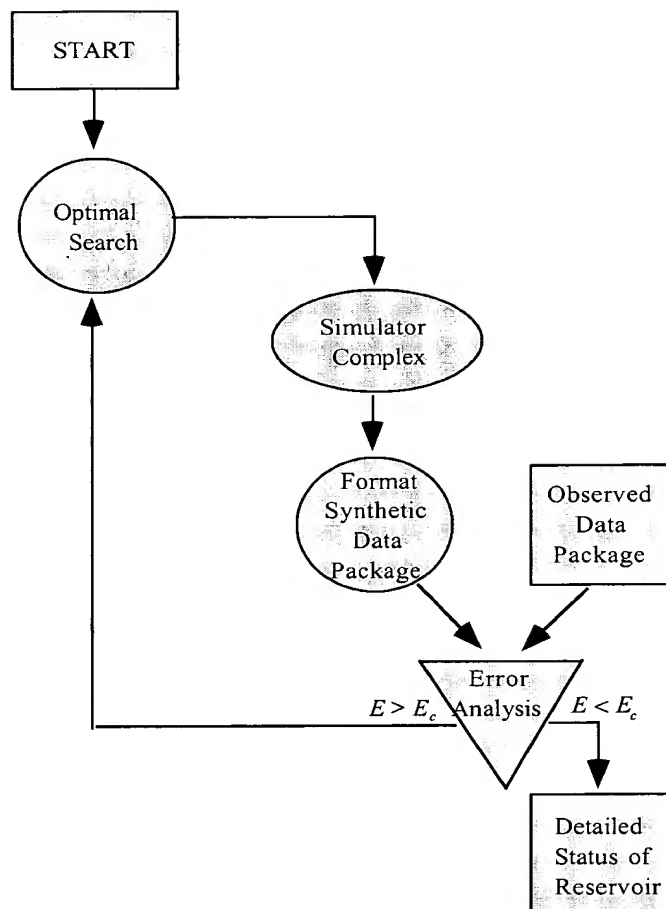 START
Optimal
Search
Simulator
Complex
Format
Synthetic
Data
Package
Observed
Data
Package
Error
Analysis
E > E_c
E < E_c
Detailed
Status of
Reservoir